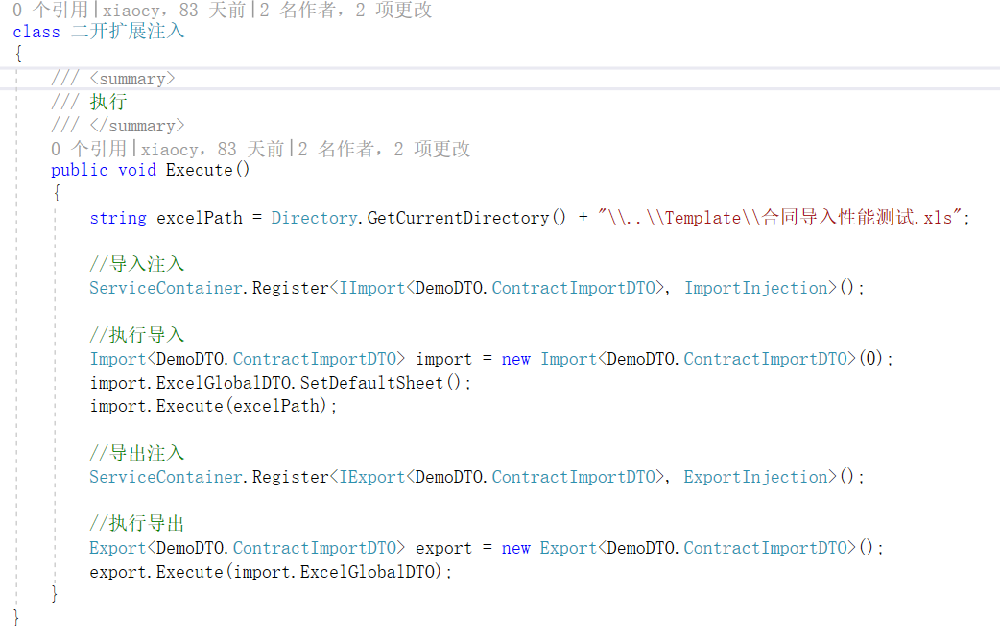 0 个引用|xiaocy，83 天前|2 名作者，2 项更改
class 二开扩展注入
{
/// <summary>
/// 执行
/// </summary>
0 个引用|xiaocy，83 天前|2 名作者，2 项更改
public void Execute()
{
string excelPath = Directory.GetCurrentDirectory() + "\\..\\Template\\合同导入性能测试.xls";
//导入注入
ServiceContainer.Register<IImport<DemoDTO.ContractImportDTO>, ImportInjection>();
//执行导入
Import<DemoDTO.ContractImportDTO> import = new Import<DemoDTO.ContractImportDTO>(0);
import.ExcelGlobalDTO.SetDefaultSheet();
import.Execute(excelPath);
//导出注入
ServiceContainer.Register<IExport<DemoDTO.ContractImportDTO>, ExportInjection>();
//执行导出
Export<DemoDTO.ContractImportDTO> export = new Export<DemoDTO.ContractImportDTO>();
export.Execute(import.ExcelGlobalDTO);
}
}